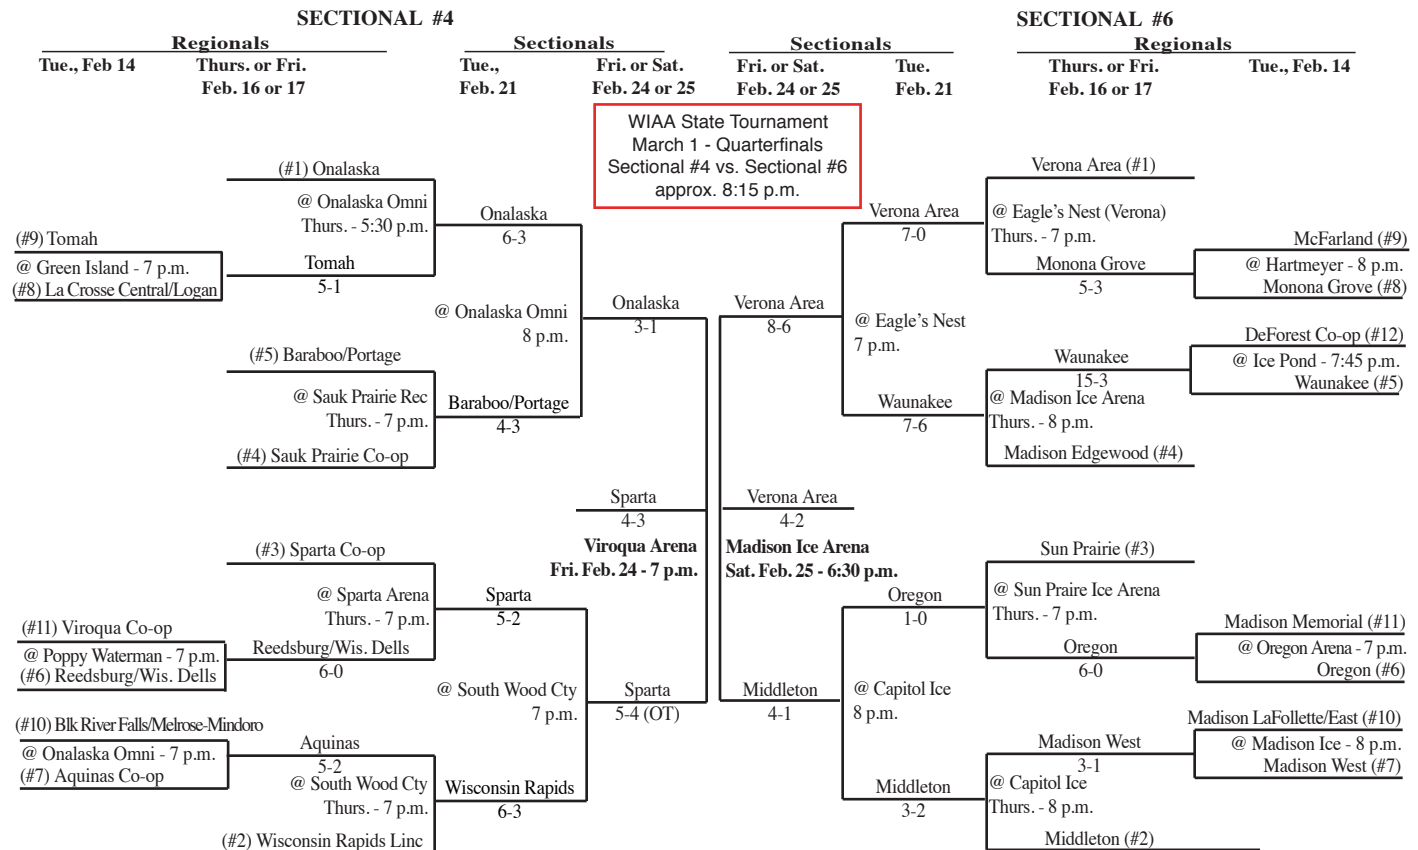 SECTIONAL #4
Regionals
Sectionals
Tue., Feb 14
Thurs. or Fri.
Feb. 16 or 17
Tue.,
Feb. 21
Fri. or Sat.
Feb. 24 or 25
(#1) Onalaska
@ Onalaska Omni
Thurs. - 5:30 p.m.
(#9) Tomah
@ Green Island - 7 p.m.
(#8) La Crosse Central/Logan
Tomah
5-1
Onalaska
6-3
@ Onalaska Omni
8 p.m.
(#5) Baraboo/Portage
@ Sauk Prairie Rec
Thurs. - 7 p.m.
(#4) Sauk Prairie Co-op
Baraboo/Portage
4-3
Onalaska
3-1
Sparta
4-3
Viroqua Arena
Fri. Feb. 24 - 7 p.m.
(#3) Sparta Co-op
@ Sparta Arena
Thurs. - 7 p.m.
(#11) Viroqua Co-op
@ Poppy Waterman - 7 p.m.
(#6) Reedsburg/Wis. Dells
Reedsburg/Wis. Dells
6-0
Sparta
5-2
@ South Wood Cty
7 p.m.
Sparta
5-4 (OT)
(#10) Blk River Falls/Melrose-Mindoro
@ Onalaska Omni - 7 p.m.
(#7) Aquinas Co-op
Aquinas
5-2
@ South Wood Cty
Thurs. - 7 p.m.
(#2) Wisconsin Rapids Linc
Wisconsin Rapids
6-3
WIAA State Tournament
March 1 - Quarterfinals
Sectional #4 vs. Sectional #6
approx. 8:15 p.m.
SECTIONAL #6
Sectionals
Regionals
Fri. or Sat.
Feb. 24 or 25
Tue.
Feb. 21
Thurs. or Fri.
Feb. 16 or 17
Tue., Feb. 14
Verona Area (#1)
@ Eagle's Nest (Verona)
Thurs. - 7 p.m.
McFarland (#9)
@ Hartmeyer - 8 p.m.
Monona Grove (#8)
Monona Grove
5-3
Verona Area
7-0
Verona Area
8-6
@ Eagle's Nest
7 p.m.
DeForest Co-op (#12)
@ Ice Pond - 7:45 p.m.
Waunakee (#5)
Waunakee
15-3
@ Madison Ice Arena
Thurs. - 8 p.m.
Madison Edgewood (#4)
Waunakee
7-6
Verona Area
4-2
Madison Ice Arena
Sat. Feb. 25 - 6:30 p.m.
Sun Prairie (#3)
@ Sun Praire Ice Arena
Thurs. - 7 p.m.
Madison Memorial (#11)
@ Oregon Arena - 7 p.m.
Oregon (#6)
Oregon
6-0
Oregon
1-0
Middleton
4-1
@ Capitol Ice
8 p.m.
Madison LaFollette/East (#10)
@ Madison Ice - 8 p.m.
Madison West (#7)
Madison West
3-1
@ Capitol Ice
Thurs. - 8 p.m.
Middleton (#2)
Middleton
3-2